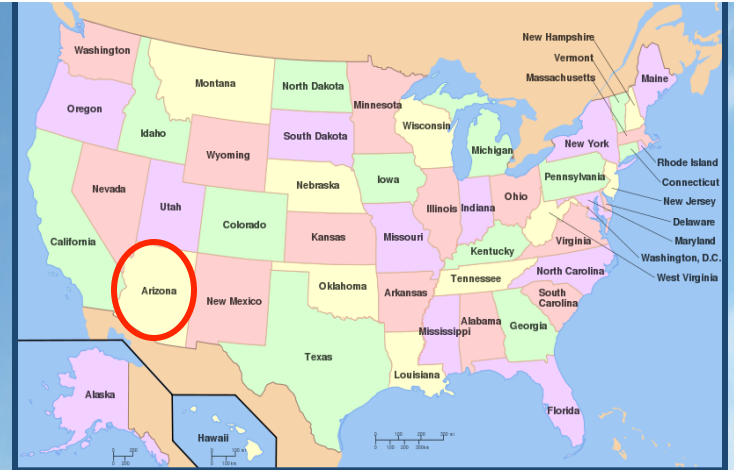 New Hampshire
Vermont
Massachusetts
Washington
Montana
North Dakota
Minnesota
Maine
Oregon
Idaho
Wisconsin
South Dakota
Michigan
New York
Wyoming
Rhode Island
Connecticut
Pennsylvania
Nebraska
Iowa
Nevada
Utah
Illinois
Indiana
Ohio
New Jersey
Colorado
Delaware
California
Kansas
Missouri
Virginia
Maryland
Kentucky
Washington, D.C.
North Carolina
West Virginia
Tennessee
Arizona
New Mexico
Oklahoma
Arkansas
South
Carolina
Mississippi
Alabama
Georgia
Texas
Louisiana
Alaska
Florida
Hawaii